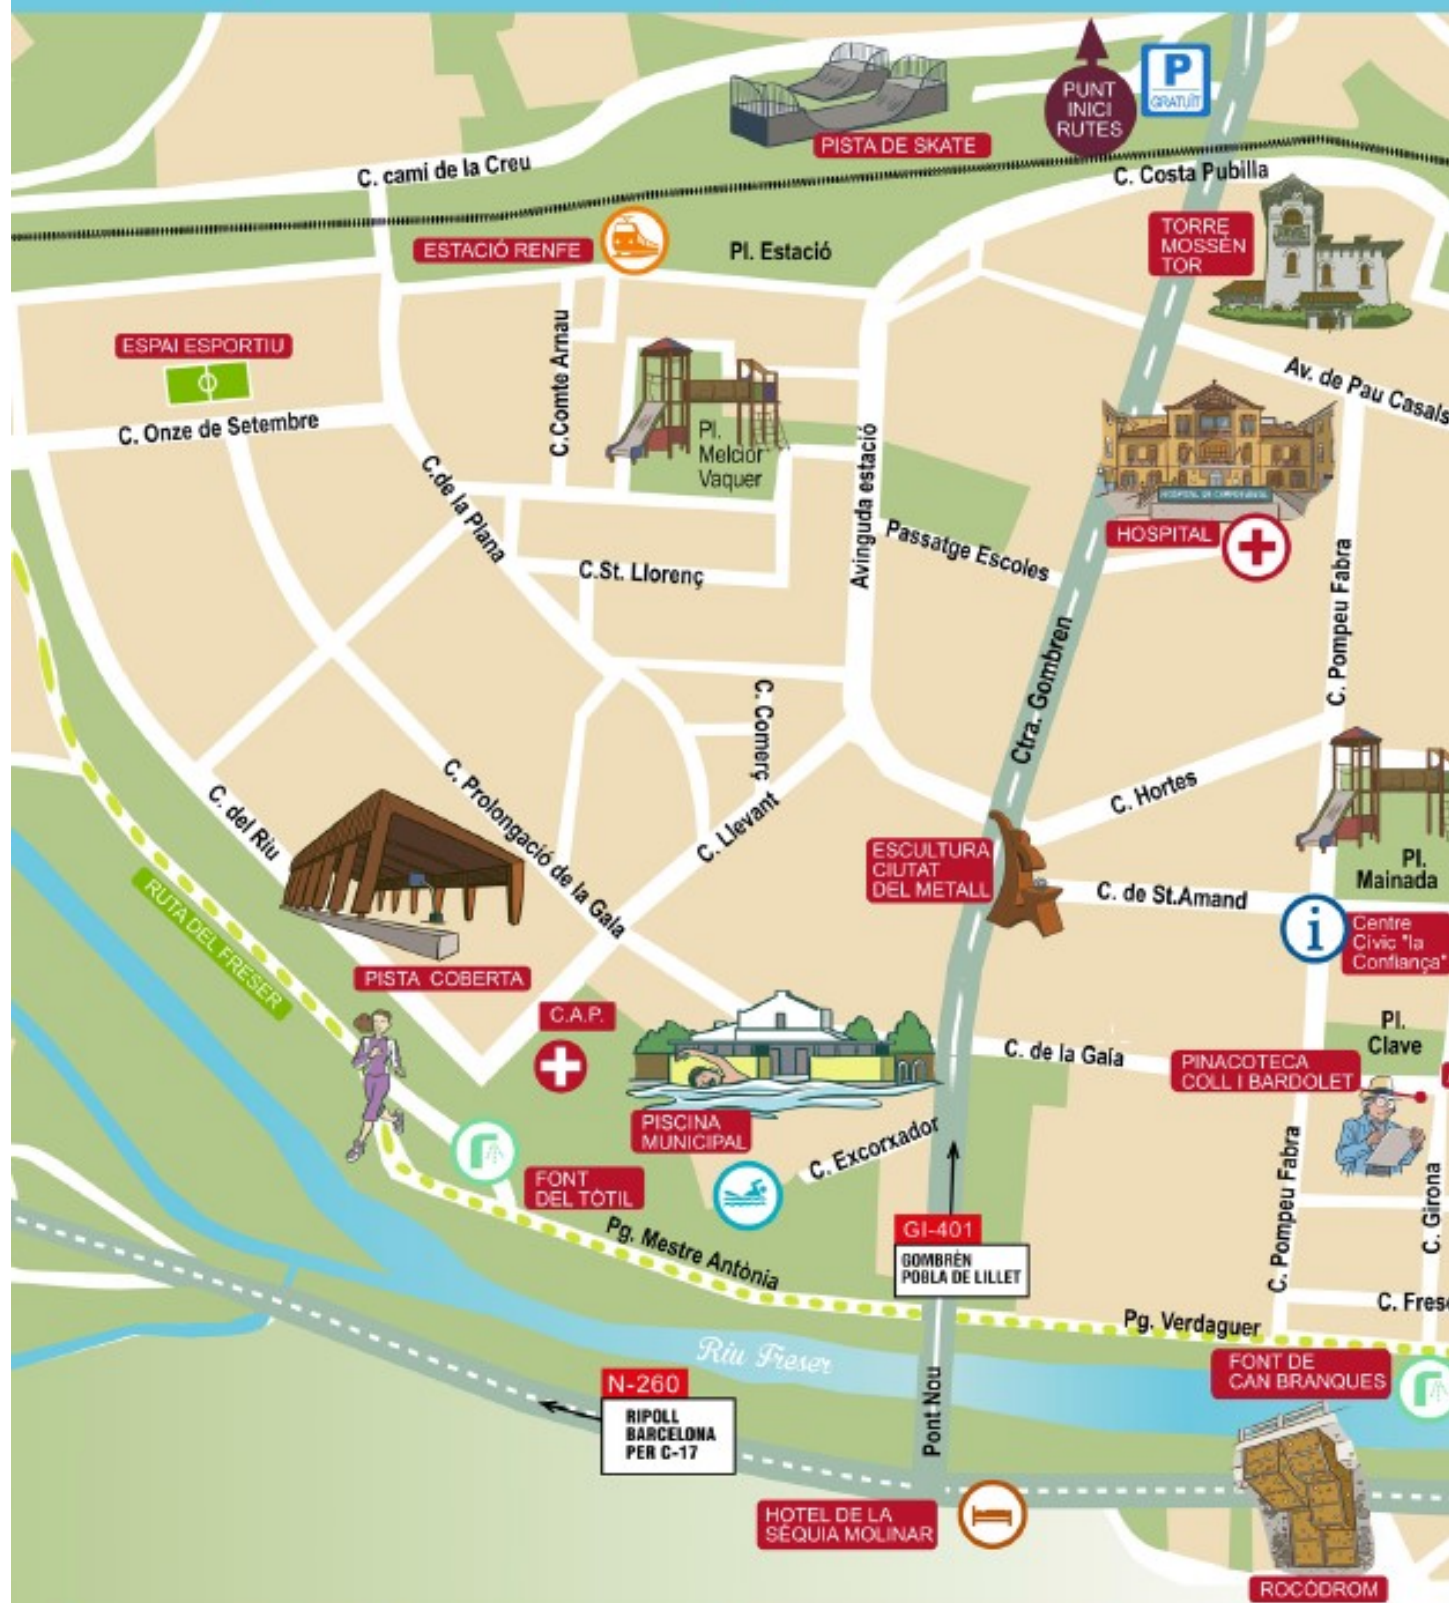 PUNT
INICI
RUTES
P
GRATUÏT
PISTA DE SKATE
C. camí de la Creu
C. Costa Pubilla
ESTACIÓ RENFE
Pl. Estació
TORRE
MOSSÈN
TOR
ESPAI ESPORTIU
C.Comte Arnau
Av. de Pau Casals
C. Onze de Setembre
Pl.
Melcior
Vaquer
C.de la Plana
Avinguda estació
HOSPITAL DE CAMPDEVÀNOL
HOSPITAL
Passatge Escoles
C.St. Llorenç
C. Pompeu Fabra
Ctra. Gombren
C. Comerç
C. Prolongació de la Gala
C. Hortes
C. del Riu
C. Llevant
ESCULTURA
CIUTAT
DEL METALL
Pl.
Mainada
C. de St.Amand
RUTA DEL FRESER
i
Centre
Cívic "la
Confiança"
PISTA COBERTA
C.A.P.
Pl.
Clave
C. de la Gala
PINACOTECA
COLL I BARDOLET
PISCINA
MUNICIPAL
C. Excorxador
FONT
DEL TÒTIL
C. Pompeu Fabra
C. Girona
Pg. Mestre Antònia
GI-401
GOMBRÈN
POBLA DE LILLET
C. Frese
Pg. Verdaguer
Riu Freser
FONT DE
CAN BRANQUES
N-260
RIPOLL
BARCELONA
PER C-17
Pont Nou
HOTEL DE LA
SÈQUIA MOLINAR
ROCÒDROM